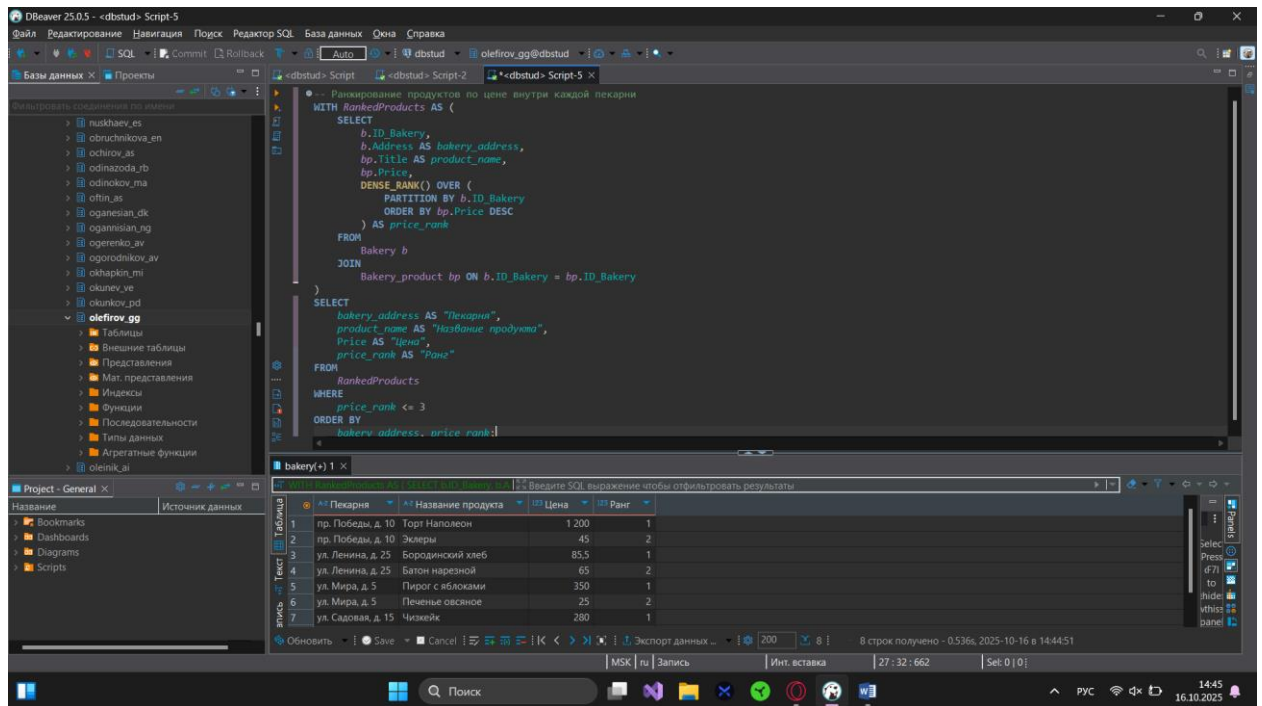 DBeaver 25.0.5 - <dbstud> Script-5
Файл Редактирование Навигация Поиск Редактор SQL База данных Окна Справка
SQL Commit Rollback Auto dbstud olefirov_gg@dbstud
Базы данных Проекты
<dbstud> Script <dbstud> Script-2 *<dbstud> Script-5
Фильтровать соединения по имени
nuskhaev_es
obruchnikova_en
ochirov_as
odinazoda_rb
odinokov_ma
oftin_as
oganesian_dk
ogannisian_ng
ogerenko_av
ogorodnikov_av
okhapkin_mi
okunev_ve
okunkov_pd
olefirov_gg
Таблицы
Внешние таблицы
Представления
Мат. представления
Индексы
Функции
Последовательности
Типы данных
Агрегатные функции
oleinik_ai
-- Ранжирование продуктов по цене внутри каждой пекарни
WITH RankedProducts AS (
SELECT
b.ID_Bakery,
b.Address AS bakery_address,
bp.Title AS product_name,
bp.Price,
DENSE_RANK() OVER (
PARTITION BY b.ID_Bakery
ORDER BY bp.Price DESC
) AS price_rank
FROM
Bakery b
JOIN
Bakery_product bp ON b.ID_Bakery = bp.ID_Bakery
)
SELECT
bakery_address AS "Пекарня",
product_name AS "Название продукта",
Price AS "Цена",
price_rank AS "Ранг"
FROM
RankedProducts
WHERE
price_rank <= 3
ORDER BY
bakery_address, price_rank;
Project - General
Название Источник данных
Bookmarks
Dashboards
Diagrams
Scripts
bakery(+) 1
WITH RankedProducts AS ( SELECT b.ID_Bakery, b.A Введите SQL выражение чтобы отфильтровать результаты
Таблица
Текст
Запись
Пекарня Название продукта Цена Ранг
1 пр. Победы, д. 10 Торт Наполеон 1 200 1
2 пр. Победы, д. 10 Эклеры 45 2
3 ул. Ленина, д. 25 Бородинский хлеб 85,5 1
4 ул. Ленина, д. 25 Батон нарезной 65 2
5 ул. Мира, д. 5 Пирог с яблоками 350 1
6 ул. Мира, д. 5 Печенье овсяное 25 2
7 ул. Садовая, д. 15 Чизкейк 280 1
Panels
Selec
Press
to
panel
Обновить Save Cancel Экспорт данных ... 200 8 8 строк получено - 0.536s, 2025-10-16 в 14:44:51
MSK ru Запись Инт. вставка 27 : 32 : 662 Sel: 0 | 0
Поиск
РУС
14:45
16.10.2025